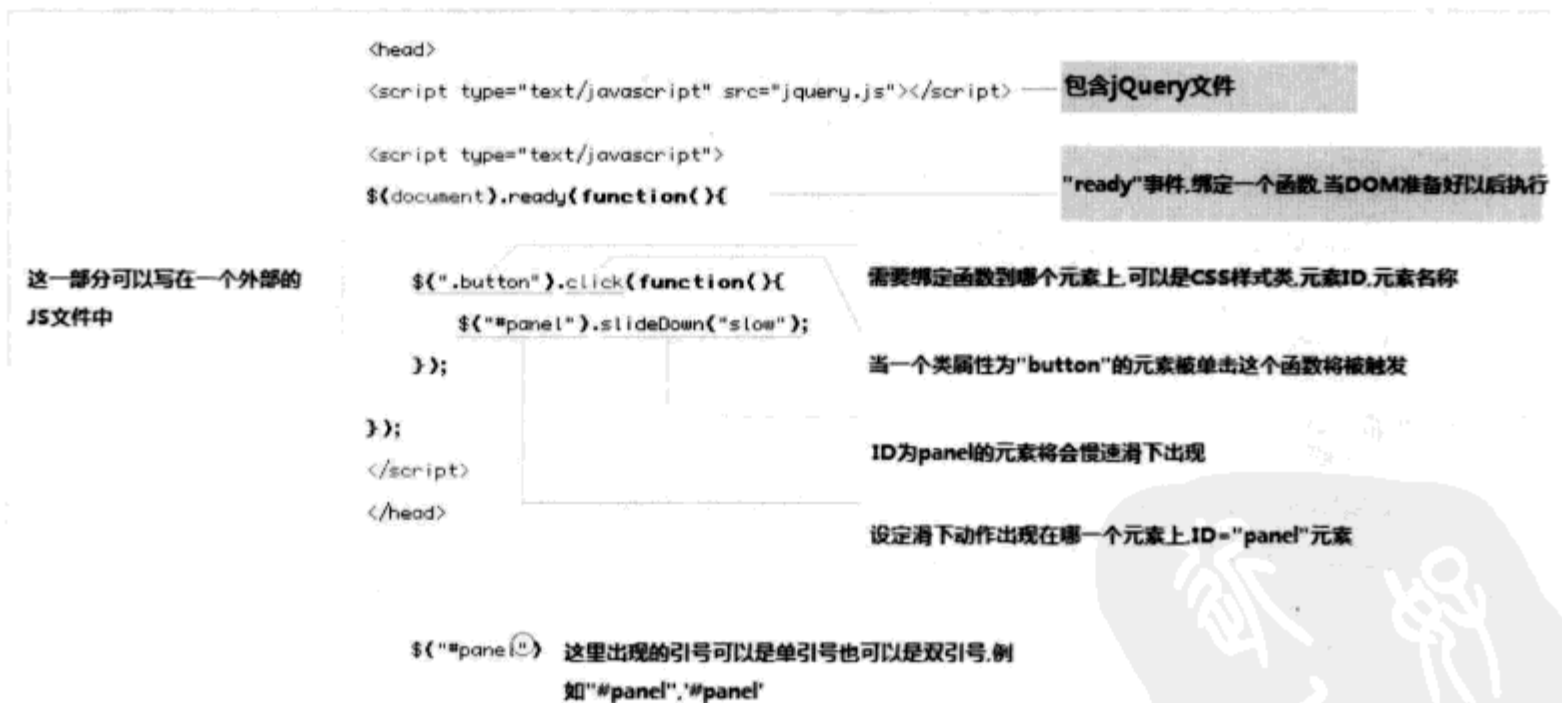 <head>
<script type="text/javascript" src="jquery.js"></script>
包含jQuery文件
<script type="text/javascript">
$(document).ready(function(){
"ready"事件,绑定一个函数,当DOM准备好以后执行
这一部分可以写在一个外部的
JS文件中
$(".button").click(function(){
需要绑定函数到哪个元素上,可以是CSS样式类,元素ID,元素名称
$("#panel").slideDown("slow");
});
当一个类属性为"button"的元素被单击这个函数将被触发
});
ID为panel的元素将会慢速滑下出现
</script>
</head>
设定滑下动作出现在哪一个元素上,ID="panel"元素
$("#panel")
这里出现的引号可以是单引号也可以是双引号,例
如"#panel",'#panel'